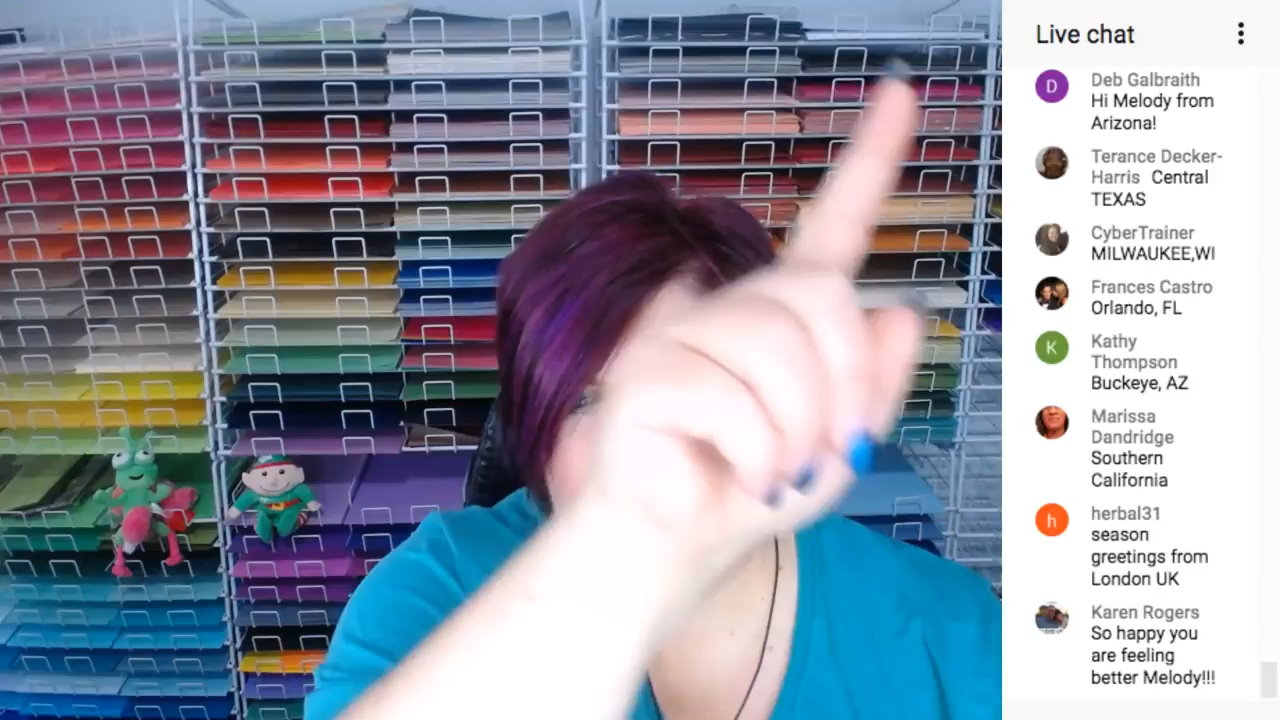 Live chat
Deb Galbraith
Hi Melody from
Arizona!
Terance Decker-
Harris Central
TEXAS
CyberTrainer
MILWAUKEE,WI
Frances Castro
Orlando, FL
K
Kathy
Thompson
Buckeye, AZ
Marissa
Dandridge
Southern
California
h
herbal31
season
greetings from
London UK
Karen Rogers
So happy you
are feeling
better Melody!!!
D